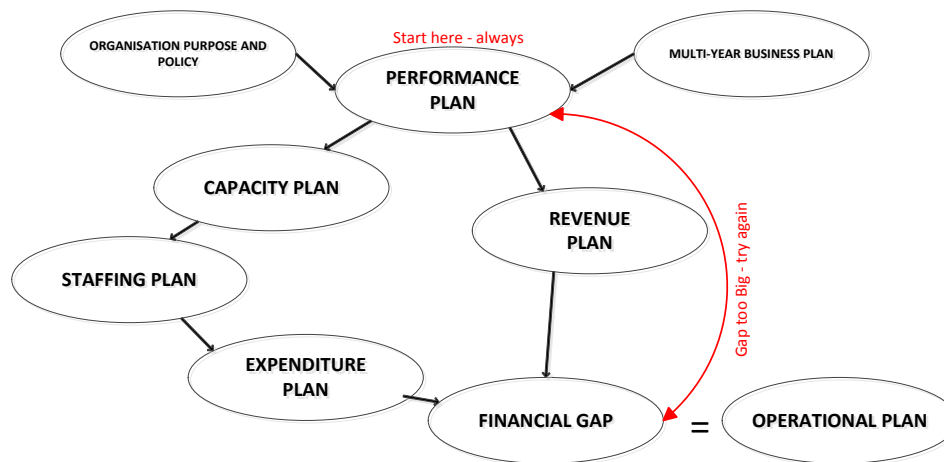 Start here - always
ORGANISATION PURPOSE AND
POLICY
MULTI-YEAR BUSINESS PLAN
PERFORMANCE
PLAN
CAPACITY PLAN
REVENUE
PLAN
STAFFING PLAN
Gap too Big - try again
EXPENDITURE
PLAN
FINANCIAL GAP
=
OPERATIONAL PLAN